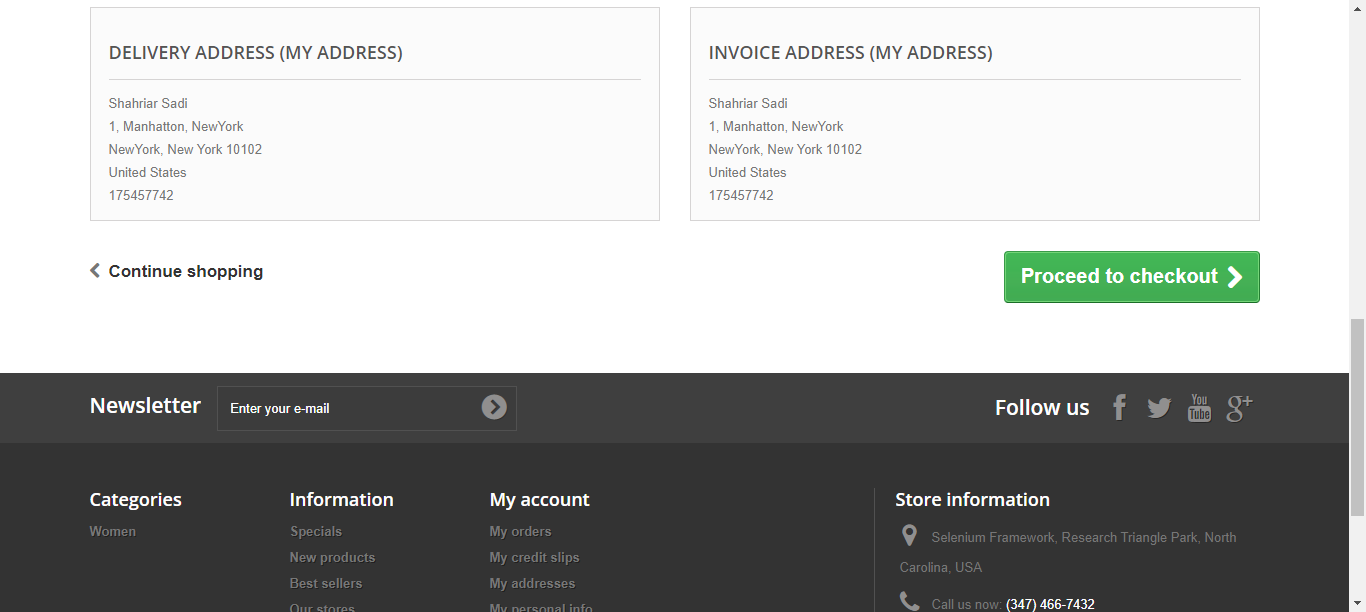 DELIVERY ADDRESS (MY ADDRESS)
Shahriar Sadi
1, Manhatton, NewYork
NewYork, New York 10102
United States
175457742
INVOICE ADDRESS (MY ADDRESS)
Shahriar Sadi
1, Manhatton, NewYork
NewYork, New York 10102
United States
175457742
Continue shopping
Proceed to checkout
Newsletter
Enter your e-mail
Follow us
You
Tube
g+
Categories
Women
Information
Specials
New products
Best sellers
Our stores
My account
My orders
My credit slips
My addresses
My personal info
Store information
Selenium Framework, Research Triangle Park, North
Carolina, USA
Call us now: (347) 466-7432